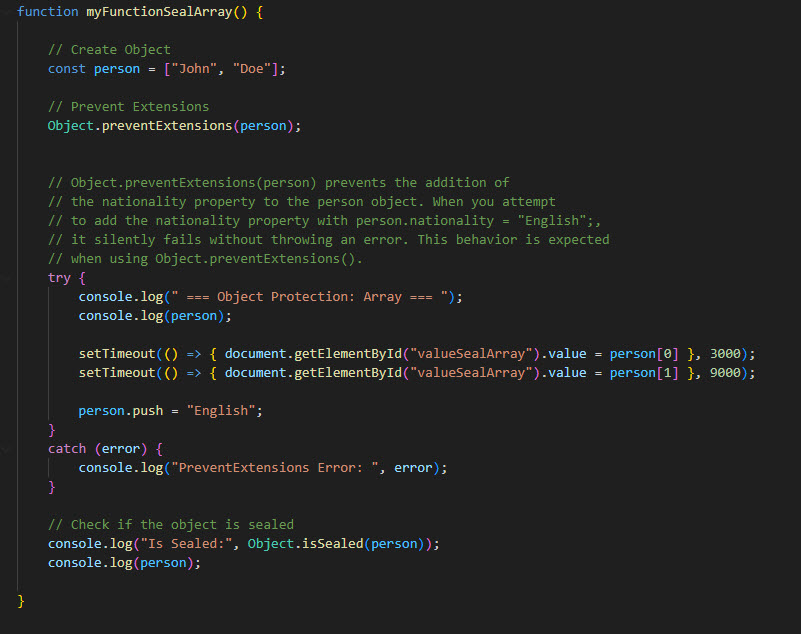 function myFunctionSealArray() {
// Create Object
const person = ["John", "Doe"];
// Prevent Extensions
Object.preventExtensions(person);
// Object.preventExtensions(person) prevents the addition of
// the nationality property to the person object. When you attempt
// to add the nationality property with person.nationality = "English";,
// it silently fails without throwing an error. This behavior is expected
// when using Object.preventExtensions().
try {
console.log(" === Object Protection: Array === ");
console.log(person);
setTimeout(() => { document.getElementById("valueSealArray").value = person[0] }, 3000);
setTimeout(() => { document.getElementById("valueSealArray").value = person[1] }, 9000);
person.push = "English";
}
catch (error) {
console.log("PreventExtensions Error: ", error);
}
// Check if the object is sealed
console.log("Is Sealed:", Object.isSealed(person));
console.log(person);
}